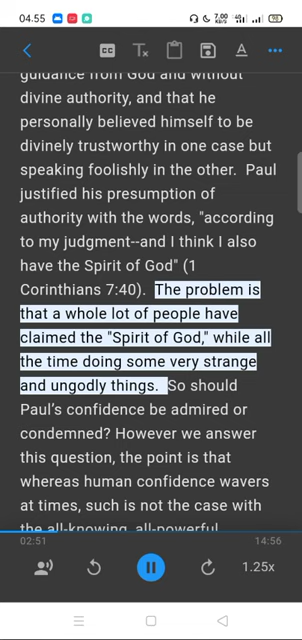 04.55
7,00
KB/S
4G
90
CC
T
A
guidance from God and without
divine authority, and that he
personally believed himself to be
divinely trustworthy in one case but
speaking foolishly in the other.  Paul
justified his presumption of
authority with the words, "according
to my judgment--and I think I also
have the Spirit of God" (1
Corinthians 7:40).  The problem is
that a whole lot of people have
claimed the "Spirit of God," while all
the time doing some very strange
and ungodly things.  So should
Paul's confidence be admired or
condemned? However we answer
this question, the point is that
whereas human confidence wavers
at times, such is not the case with
the all-knowing, all-powerful
02:51
14:56
1.25x